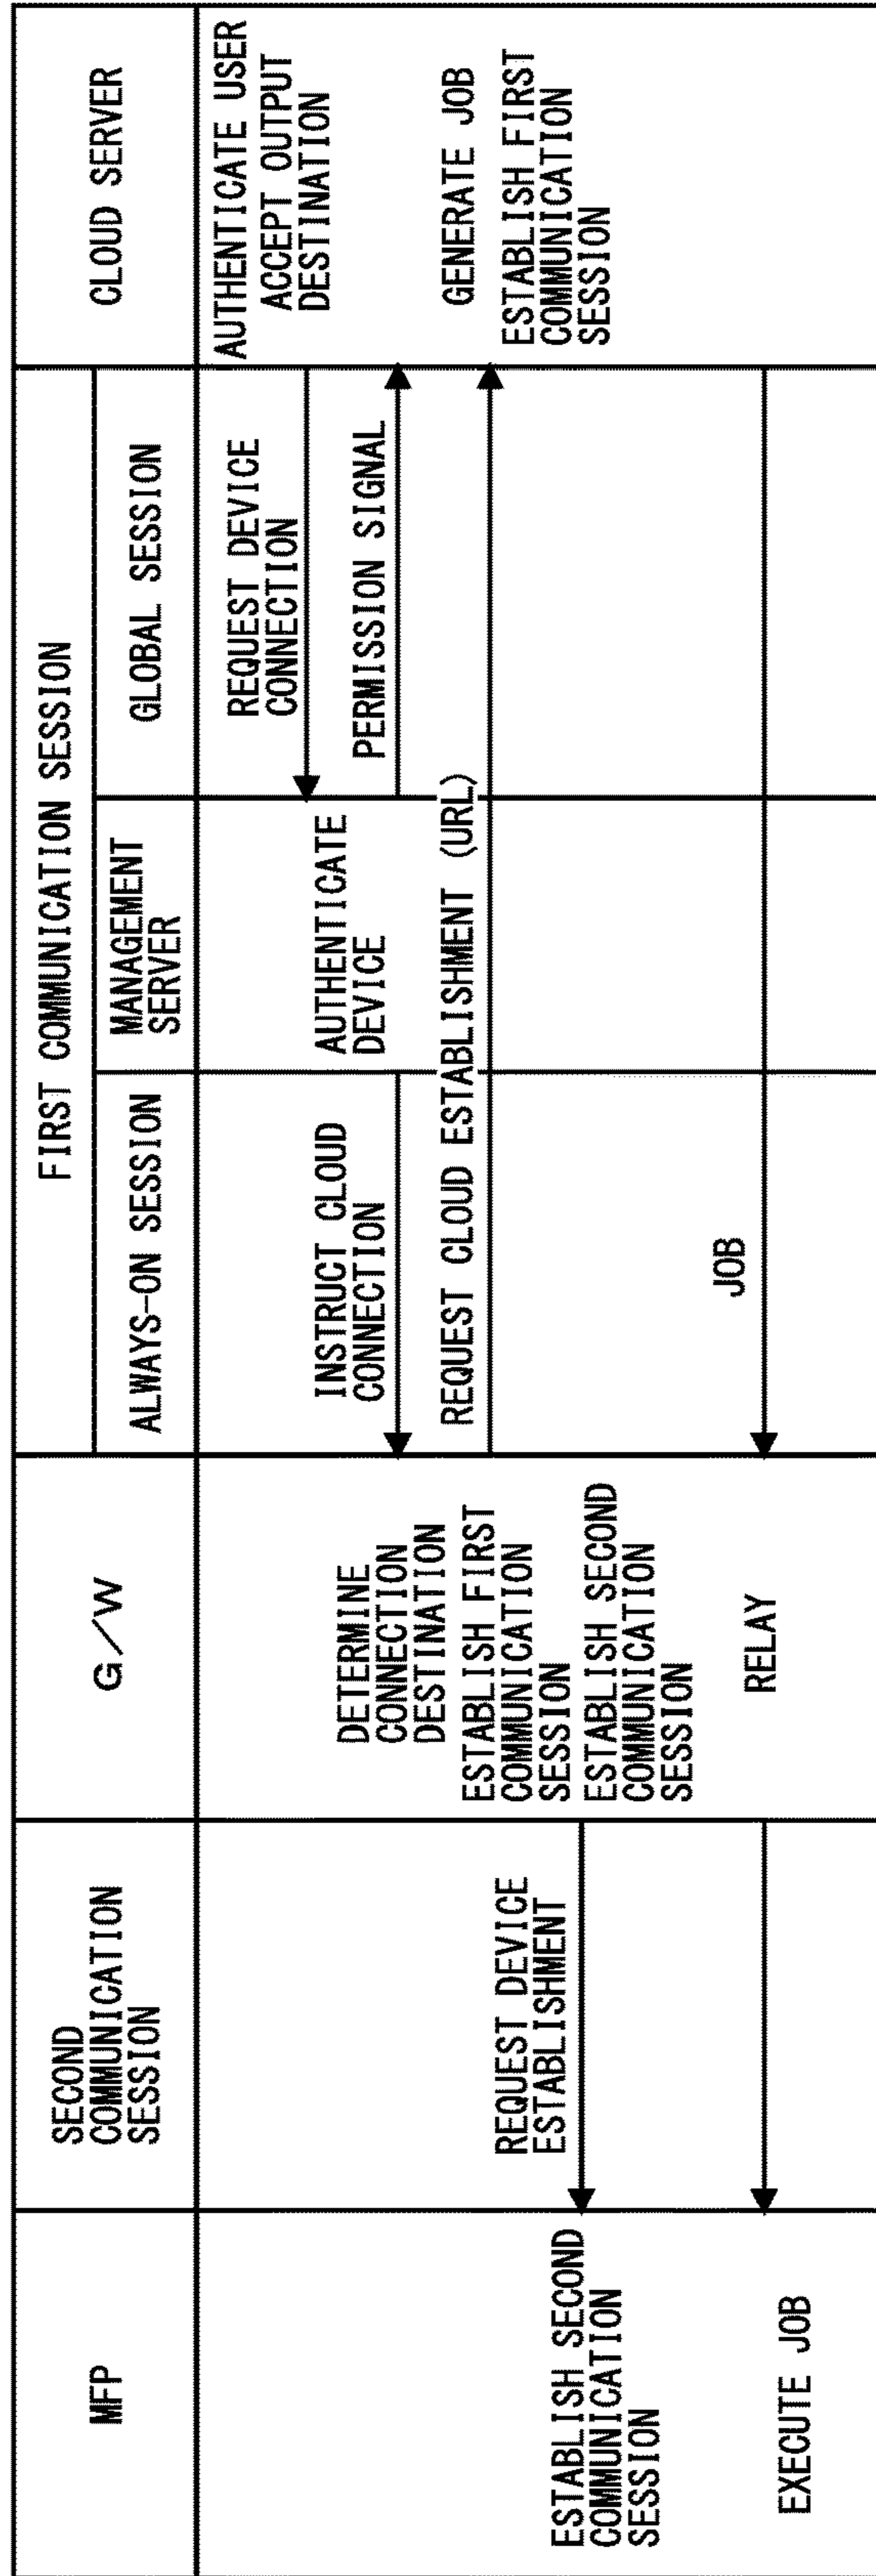 MFP
SECOND
COMMUNICATION
SESSION
G/W
FIRST COMMUNICATION SESSION
ALWAYS-ON SESSION
MANAGEMENT
SERVER
GLOBAL SESSION
CLOUD SERVER
AUTHENTICATE USER
ACCEPT OUTPUT
DESTINATION
REQUEST DEVICE
CONNECTION
AUTHENTICATE
DEVICE
INSTRUCT CLOUD
CONNECTION
PERMISSION SIGNAL
DETERMINE
CONNECTION
DESTINATION
REQUEST CLOUD ESTABLISHMENT (URL)
GENERATE JOB
ESTABLISH FIRST
COMMUNICATION
SESSION
ESTABLISH FIRST
COMMUNICATION
SESSION
REQUEST DEVICE
ESTABLISHMENT
ESTABLISH SECOND
COMMUNICATION
SESSION
ESTABLISH SECOND
COMMUNICATION
SESSION
JOB
RELAY
EXECUTE JOB